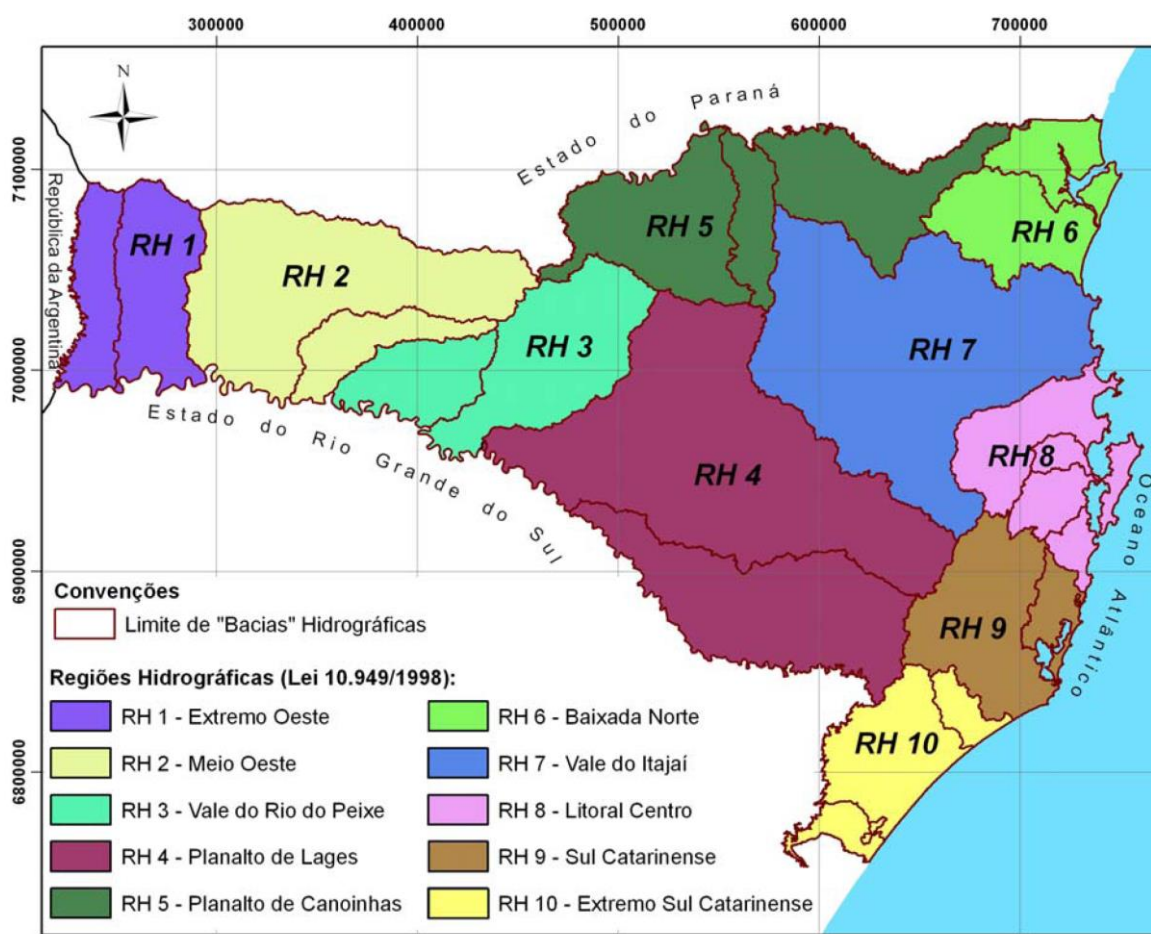 300000
400000
500000
600000
700000
N
Estado do Paraná
7100000
República da Argentina
RH 1
RH 2
RH 5
RH 6
RH 3
RH 7
7000000
Estado do Rio Grande do Sul
RH 4
RH 8
Oceano Atlântico
6900000
RH 9
RH 10
6800000
Convenções
Limite de "Bacias" Hidrográficas
Regiões Hidrográficas (Lei 10.949/1998):
RH 1 - Extremo Oeste
RH 2 - Meio Oeste
RH 3 - Vale do Rio do Peixe
RH 4 - Planalto de Lages
RH 5 - Planalto de Canoinhas
RH 6 - Baixada Norte
RH 7 - Vale do Itajaí
RH 8 - Litoral Centro
RH 9 - Sul Catarinense
RH 10 - Extremo Sul Catarinense